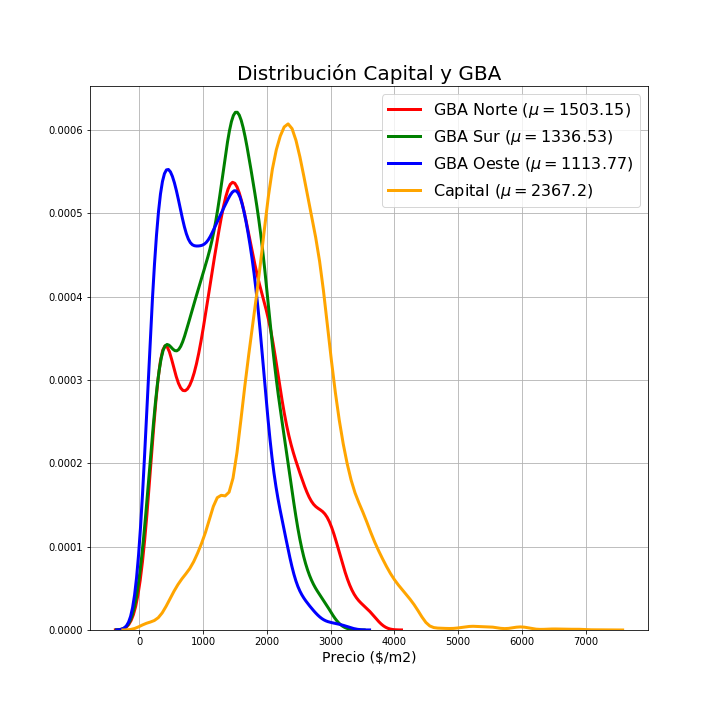 Distribución Capital y GBA
GBA Norte (μ = 1503.15)
GBA Sur (μ = 1336.53)
GBA Oeste (μ = 1113.77)
Capital (μ = 2367.2)
0.0006
0.0005
0.0004
0.0003
0.0002
0.0001
0.0000
0 1000 2000 3000 4000 5000 6000 7000
Precio ($/m2)